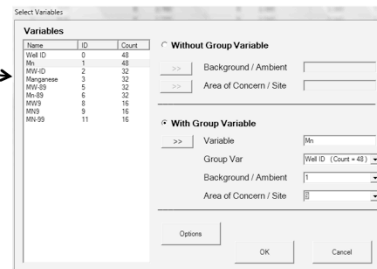 Select Variables
Variables
Name ID Count
Well ID 0 48
Mn 1 48
MW-ID 2 32
Manganese 3 32
MW-89 5 32
Mn-89 6 32
MW9 8 16
MN9 9 16
MN-99 11 16
Without Group Variable
>> Background / Ambient
>> Area of Concern / Site
With Group Variable
>> Variable Mn
Group Var Well ID (Count = 48)
Background / Ambient 1
Area of Concern / Site
Options
OK Cancel